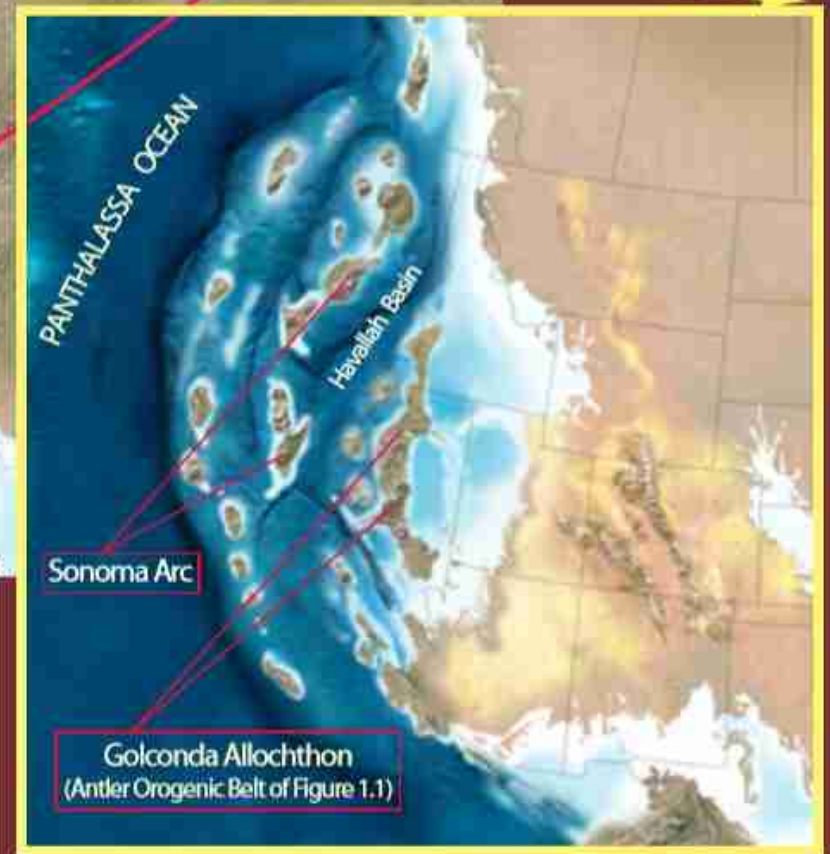 PANTHALASSA OCEAN
Havallah Basin
Sonoma Arc
Golconda Allochthon
(Antler Orogenic Belt of Figure 1.1)